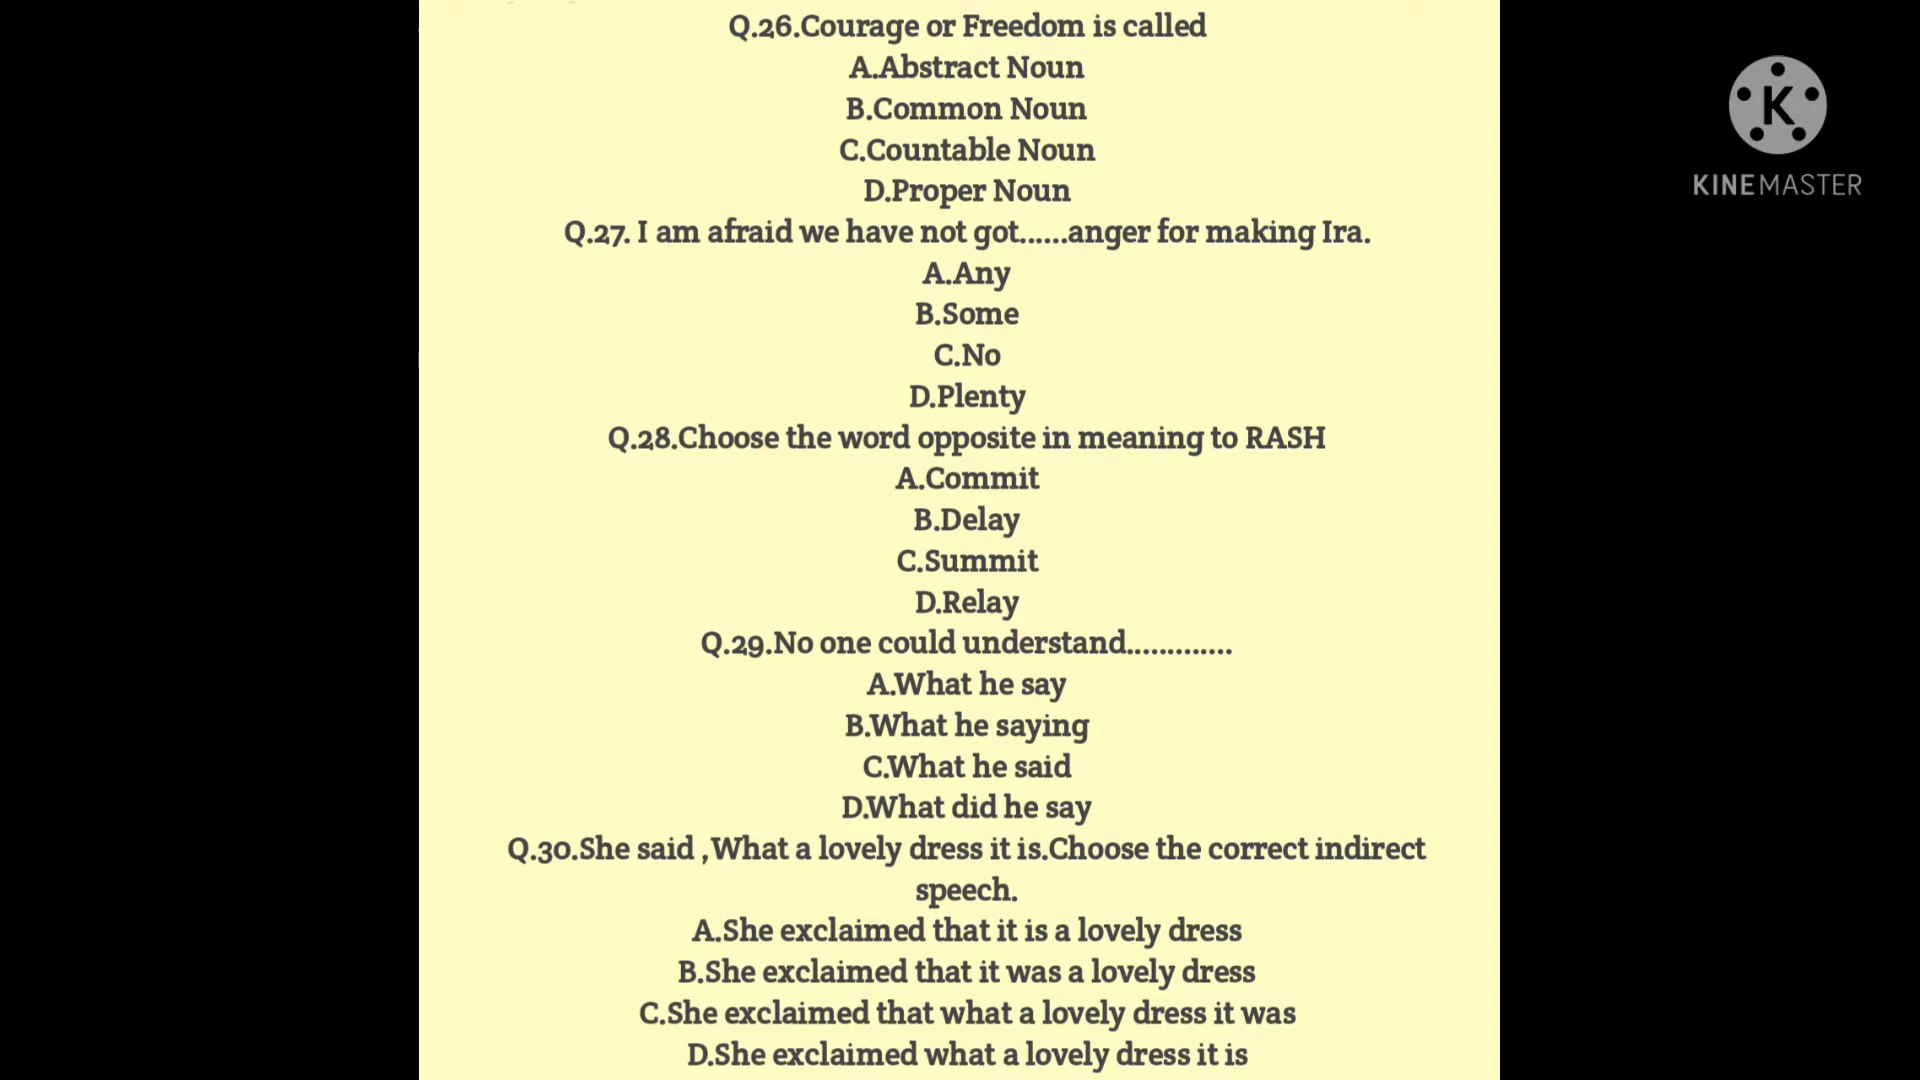 Q.26.Courage or Freedom is called
A.Abstract Noun
B.Common Noun
C.Countable Noun
D.Proper Noun
Q.27. I am afraid we have not got......anger for making Ira.
A.Any
B.Some
C.No
D.Plenty
Q.28.Choose the word opposite in meaning to RASH
A.Commit
B.Delay
C.Summit
D.Relay
Q.29.No one could understand.............
A.What he say
B.What he saying
C.What he said
D.What did he say
Q.30.She said ,What a lovely dress it is.Choose the correct indirect
speech.
A.She exclaimed that it is a lovely dress
B.She exclaimed that it was a lovely dress
C.She exclaimed that what a lovely dress it was
D.She exclaimed what a lovely dress it is
K
KINEMASTER